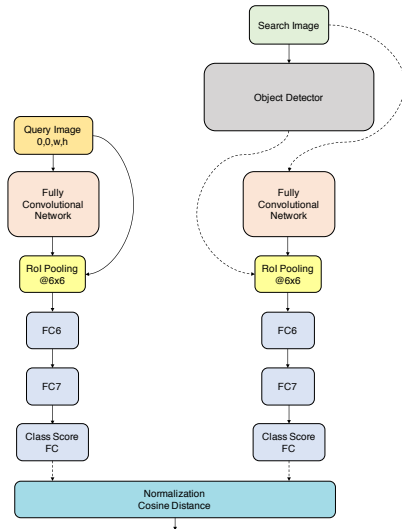 Search Image
Object Detector
Query Image
0,0,w,h
Fully
Convolutional
Network
Fully
Convolutional
Network
RoI Pooling
@6x6
RoI Pooling
@6x6
FC6
FC6
FC7
FC7
Class Score
FC
Class Score
FC
Normalization
Cosine Distance